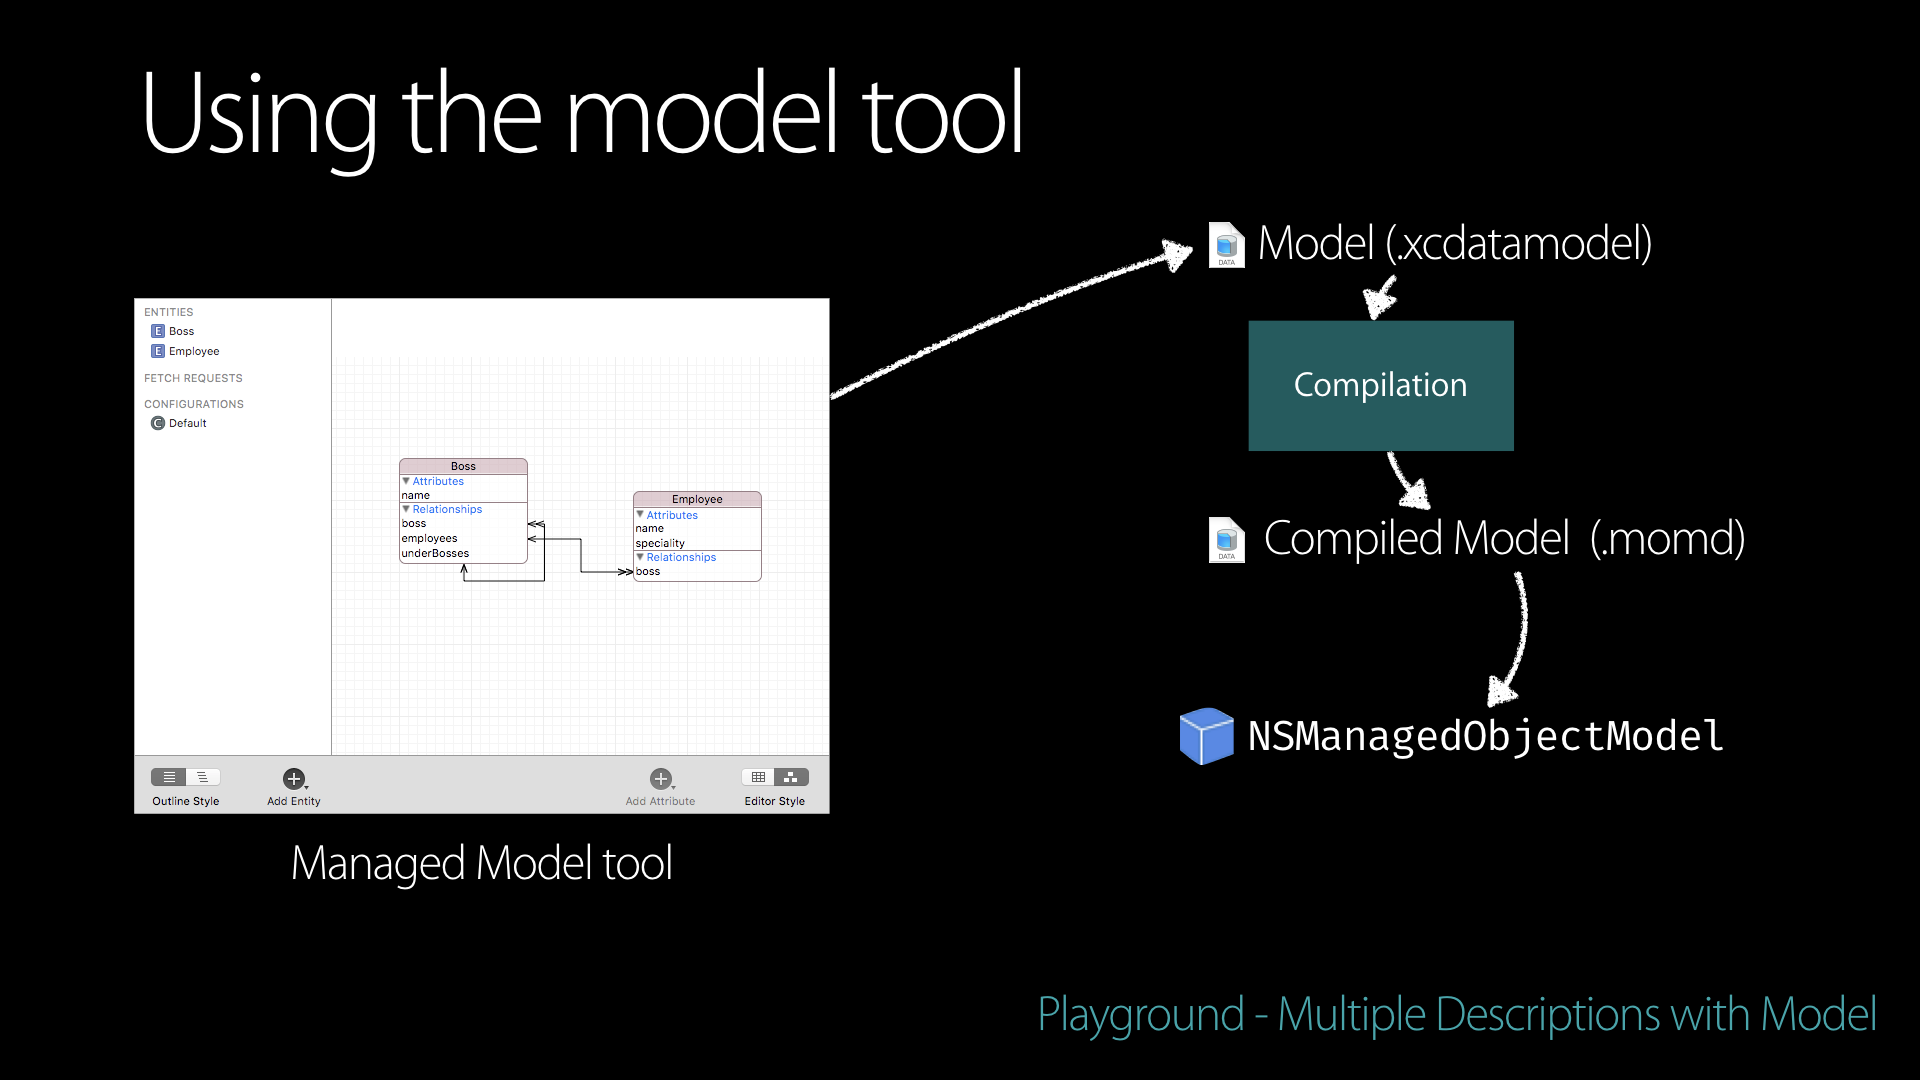 Using the model tool
ENTITIES
E Boss
E Employee
FETCH REQUESTS
CONFIGURATIONS
C Default
Boss
Attributes
name
Relationships
boss
employees
underBosses
Employee
Attributes
name
speciality
Relationships
boss
Outline Style
Add Entity
Add Attribute
Editor Style
Managed Model tool
DATA
Model (.xcdatamodel)
Compilation
DATA
Compiled Model (.momd)
NSManagedObjectModel
Playground - Multiple Descriptions with Model